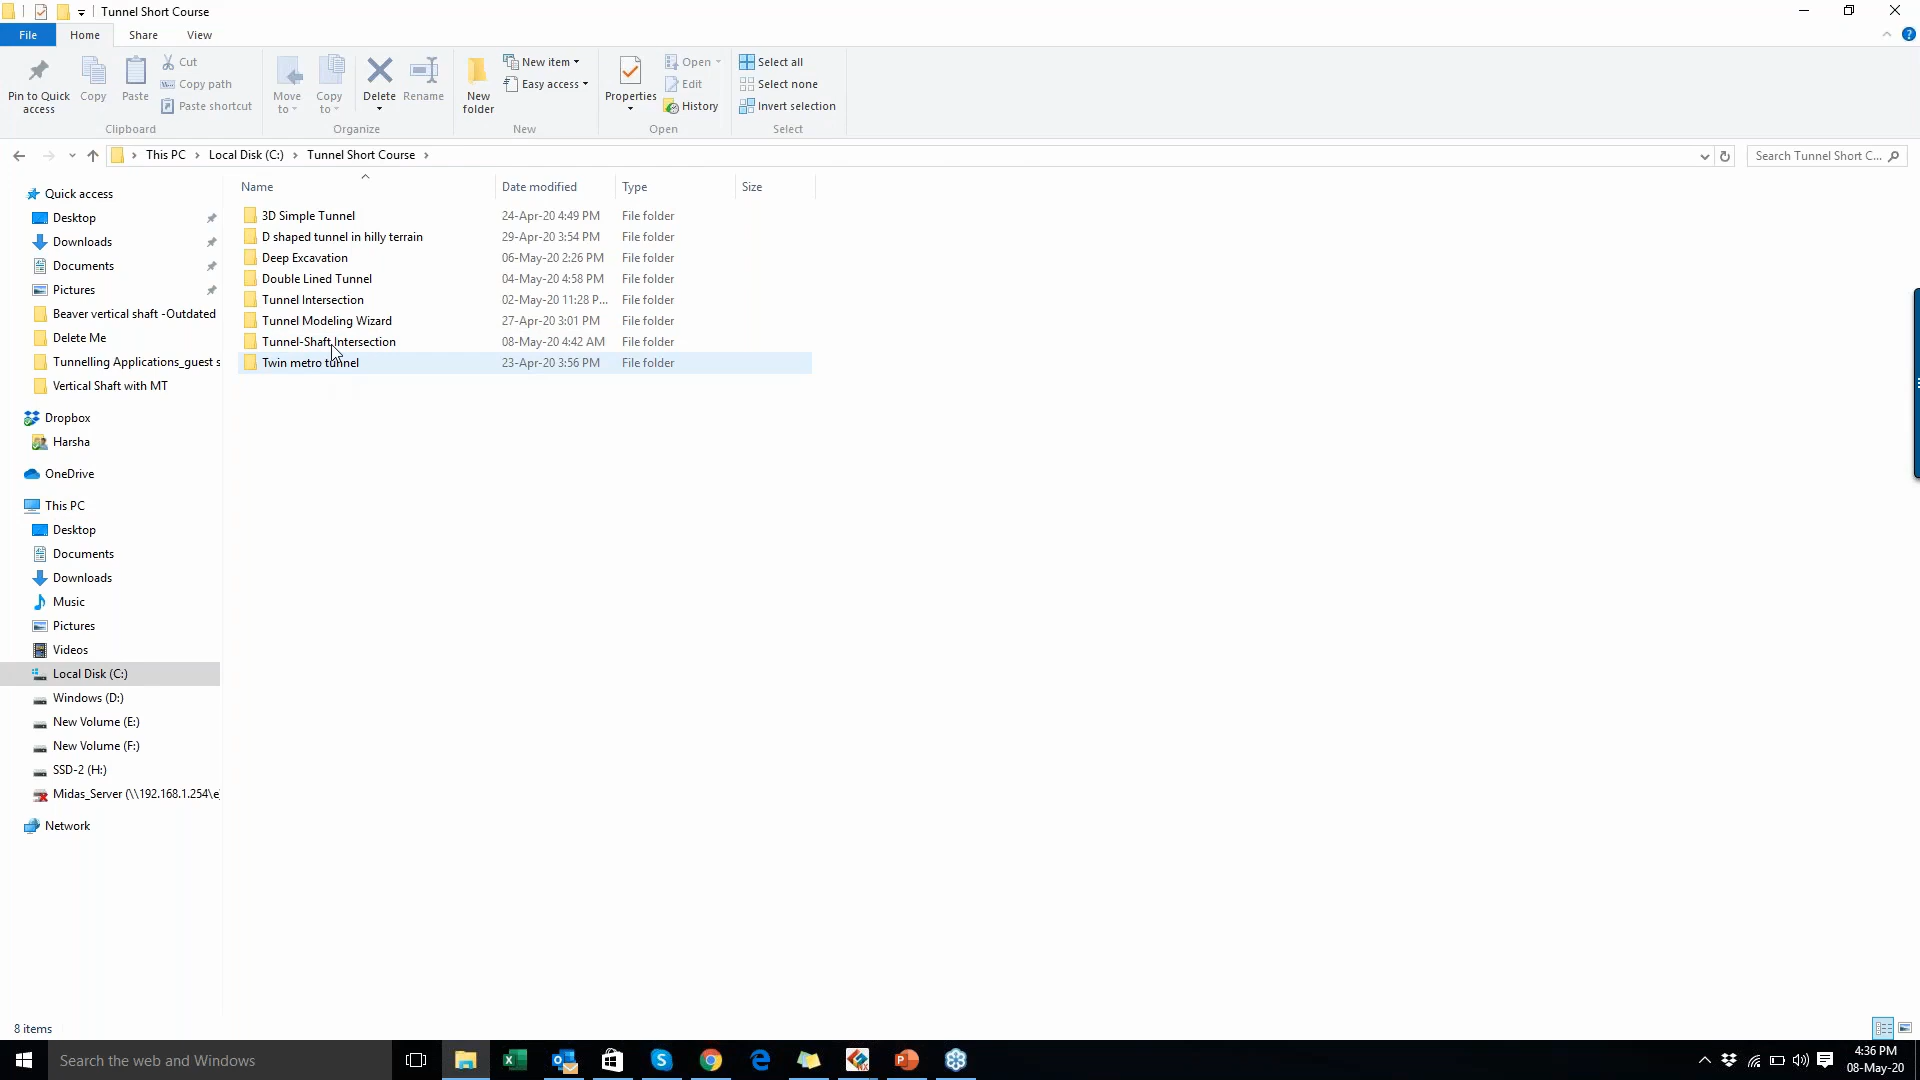 Tunnel Short Course
File Home Share View
Pin to Quick access
Copy
Paste
Cut
Copy path
Paste shortcut
Clipboard
Move to
Copy to
Delete
Rename
Organize
New folder
New item
Easy access
New
Properties
Open
Edit
History
Open
Select all
Select none
Invert selection
Select
This PC Local Disk (C:) Tunnel Short Course
Search Tunnel Short C...
Name Date modified Type Size
3D Simple Tunnel 24-Apr-20 4:49 PM File folder
D shaped tunnel in hilly terrain 29-Apr-20 3:54 PM File folder
Deep Excavation 06-May-20 2:26 PM File folder
Double Lined Tunnel 04-May-20 4:58 PM File folder
Tunnel Intersection 02-May-20 11:28 P... File folder
Tunnel Modeling Wizard 27-Apr-20 3:01 PM File folder
Tunnel-Shaft Intersection 08-May-20 4:42 AM File folder
Twin metro tunnel 23-Apr-20 3:56 PM File folder
Quick access
Desktop
Downloads
Documents
Pictures
Beaver vertical shaft -Outdated
Delete Me
Tunnelling Applications_guest s
Vertical Shaft with MT
Dropbox
Harsha
OneDrive
This PC
Desktop
Documents
Downloads
Music
Pictures
Videos
Local Disk (C:)
Windows (D:)
New Volume (E:)
New Volume (F:)
SSD-2 (H:)
Midas_Server (\\192.168.1.254\e
Network
8 items
Search the web and Windows
4:36 PM
08-May-20